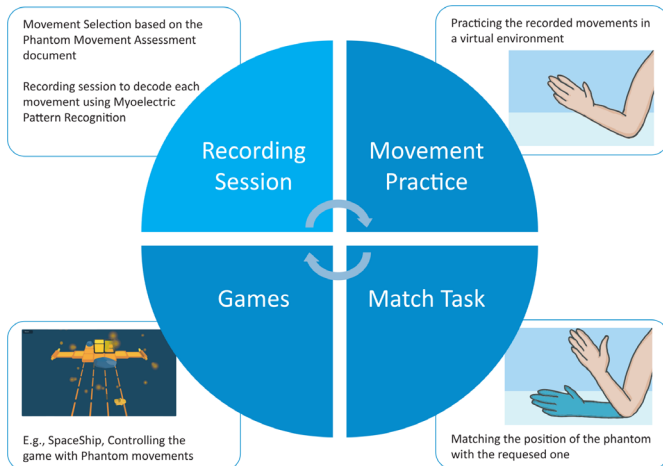 Movement Selection based on the
Phantom Movement Assessment
document
Recording session to decode each
movement using Myoelectric
Pattern Recognition
Practicing the recorded movements in
a virtual environment
Recording
Session
Movement
Practice
Games
Match Task
E.g., SpaceShip, Controlling the
game with Phantom movements
Matching the position of the phantom
with the requesed one